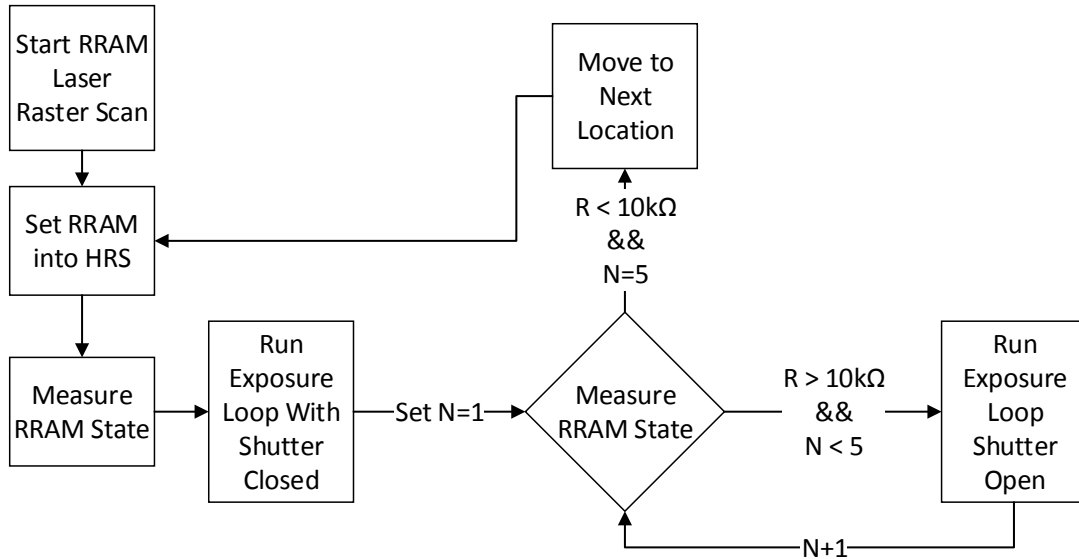 Start RRAM
Laser
Raster Scan
Move to
Next
Location
Set RRAM
into HRS
R < 10kΩ
&&
N=5
Measure
RRAM State
Run
Exposure
Loop With
Shutter
Closed
Set N=1
Measure
RRAM State
R > 10kΩ
&&
N < 5
Run
Exposure
Loop
Shutter
Open
N+1